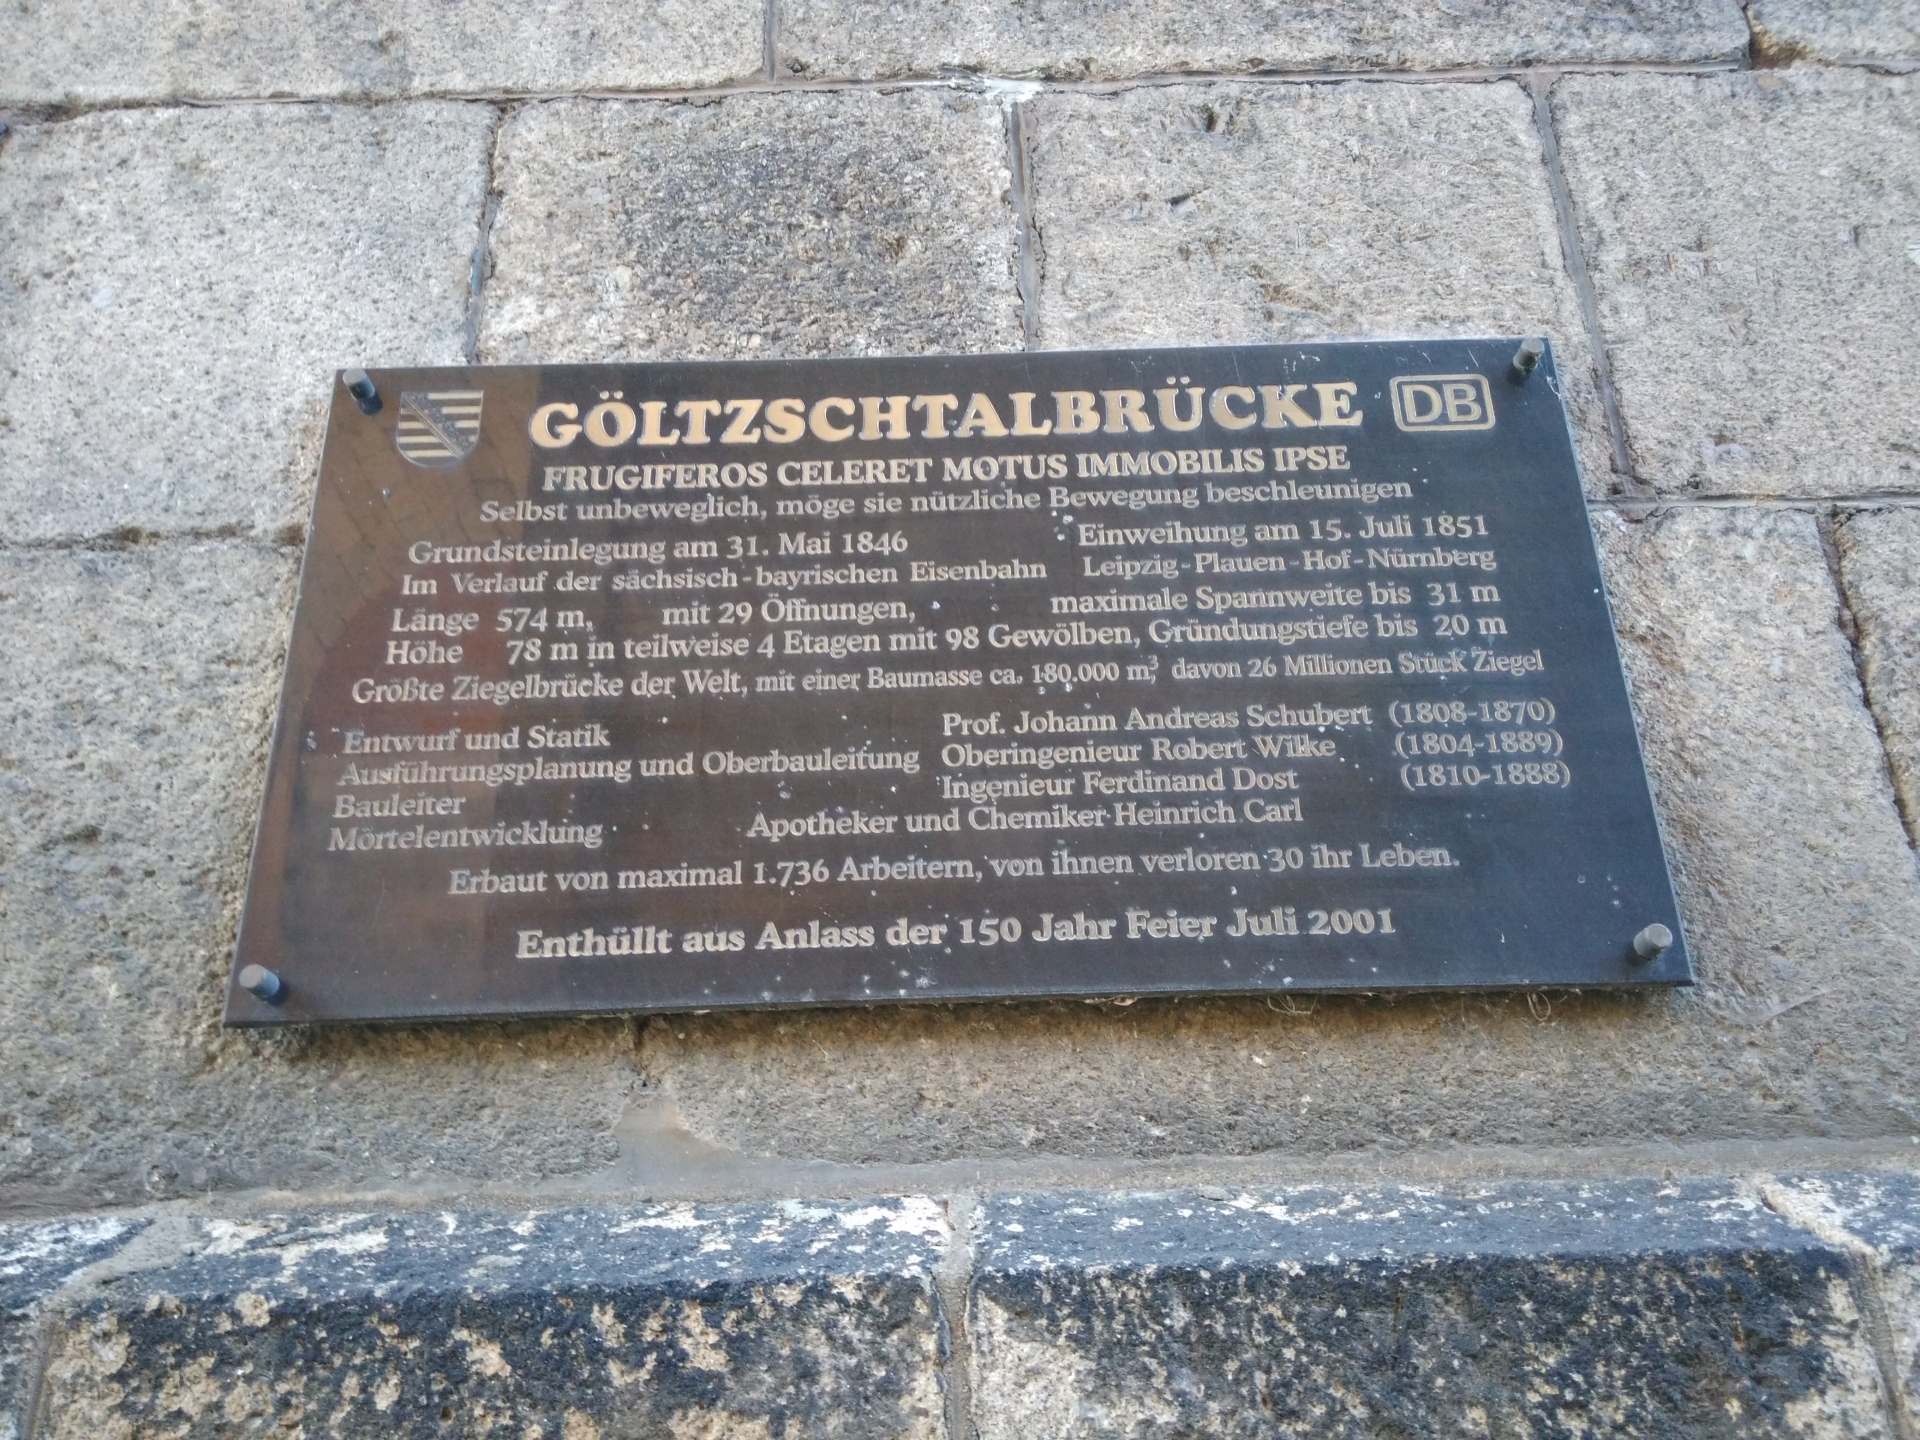 GÖLTZSCHTALBRÜCKE DB
FRUGIFEROS CELERET MOTUS IMMOBILIS IPSE
Selbst unbeweglich, möge sie nützliche Bewegung beschleunigen
Grundsteinlegung am 31. Mai 1846 Einweihung am 15. Juli 1851
Im Verlauf der sächsisch-bayrischen Eisenbahn Leipzig-Plauen-Hof-Nürnberg
Länge 574 m, mit 29 Öffnungen, maximale Spannweite bis 31 m
Höhe 78 m in teilweise 4 Etagen mit 98 Gewölben, Gründungstiefe bis 20 m
Größte Ziegelbrücke der Welt, mit einer Baumasse ca. 180.000 m³, davon 26 Millionen Stück Ziegel
Entwurf und Statik Prof. Johann Andreas Schubert (1808-1870)
Ausführungsplanung und Oberbauleitung Oberingenieur Robert Wilke (1804-1889)
Bauleiter Ingenieur Ferdinand Dost (1810-1888)
Mörtelentwicklung Apotheker und Chemiker Heinrich Carl
Erbaut von maximal 1.736 Arbeitern, von ihnen verloren 30 ihr Leben.
Enthüllt aus Anlass der 150 Jahr Feier Juli 2001